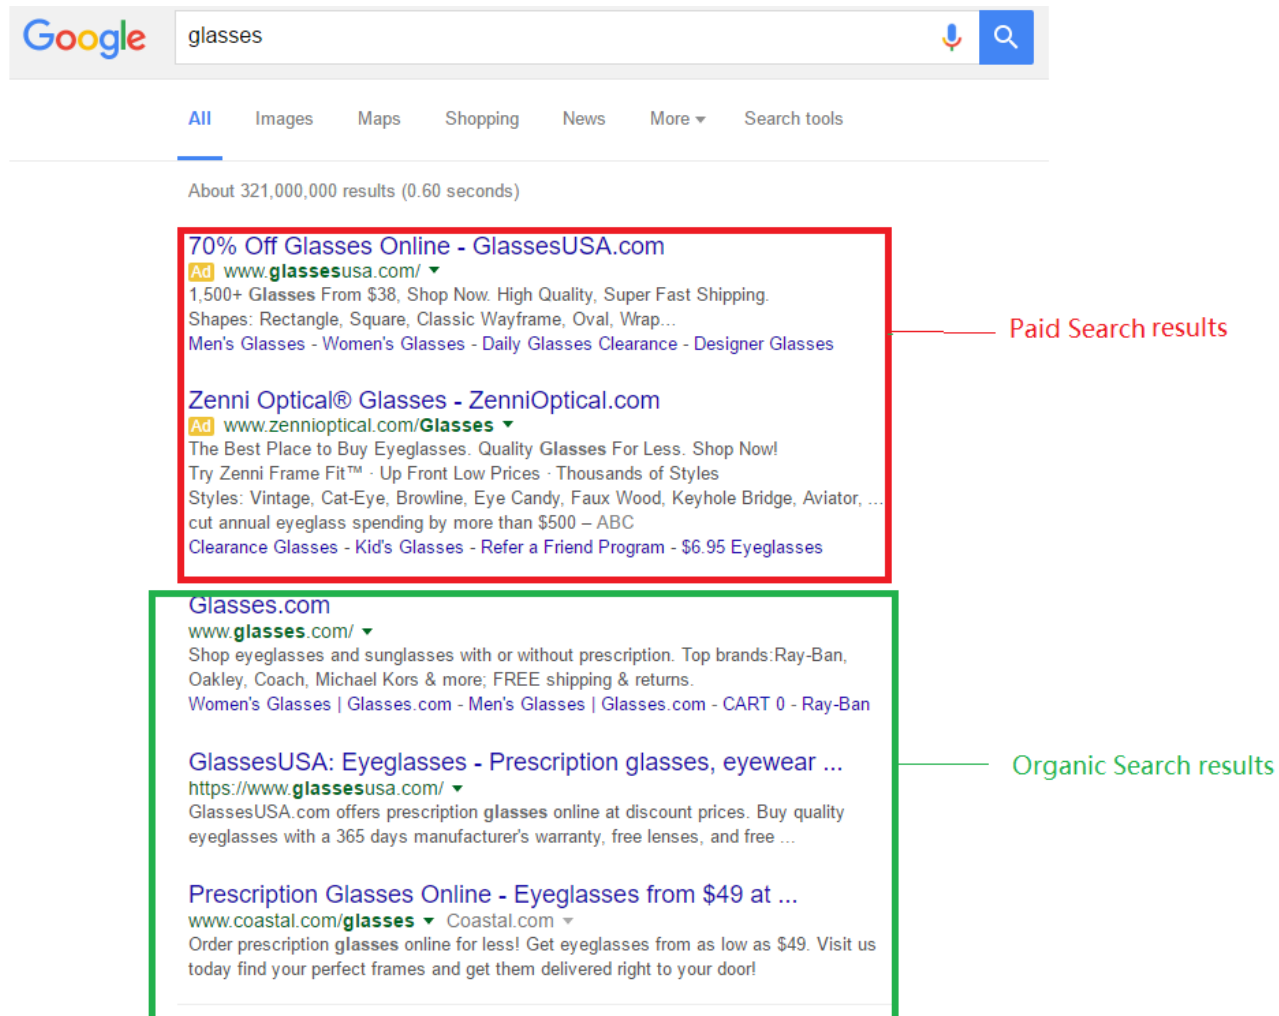 Google
glasses
All Images Maps Shopping News More Search tools
About 321,000,000 results (0.60 seconds)
70% Off Glasses Online - GlassesUSA.com
Ad www.glassesusa.com/
1,500+ Glasses From $38, Shop Now. High Quality, Super Fast Shipping.
Shapes: Rectangle, Square, Classic Wayframe, Oval, Wrap...
Men's Glasses - Women's Glasses - Daily Glasses Clearance - Designer Glasses
Paid Search results
Zenni Optical® Glasses - ZenniOptical.com
Ad www.zennioptical.com/Glasses
The Best Place to Buy Eyeglasses. Quality Glasses For Less. Shop Now!
Try Zenni Frame Fit™ · Up Front Low Prices · Thousands of Styles
Styles: Vintage, Cat-Eye, Browline, Eye Candy, Faux Wood, Keyhole Bridge, Aviator, ...
cut annual eyeglass spending by more than $500 – ABC
Clearance Glasses - Kid's Glasses - Refer a Friend Program - $6.95 Eyeglasses
Glasses.com
www.glasses.com/
Shop eyeglasses and sunglasses with or without prescription. Top brands:Ray-Ban,
Oakley, Coach, Michael Kors & more; FREE shipping & returns.
Women's Glasses | Glasses.com - Men's Glasses | Glasses.com - CART 0 - Ray-Ban
GlassesUSA: Eyeglasses - Prescription glasses, eyewear ...
Organic Search results
https://www.glassesusa.com/
GlassesUSA.com offers prescription glasses online at discount prices. Buy quality
eyeglasses with a 365 days manufacturer's warranty, free lenses, and free ...
Prescription Glasses Online - Eyeglasses from $49 at ...
www.coastal.com/glasses Coastal.com
Order prescription glasses online for less! Get eyeglasses from as low as $49. Visit us
today find your perfect frames and get them delivered right to your door!